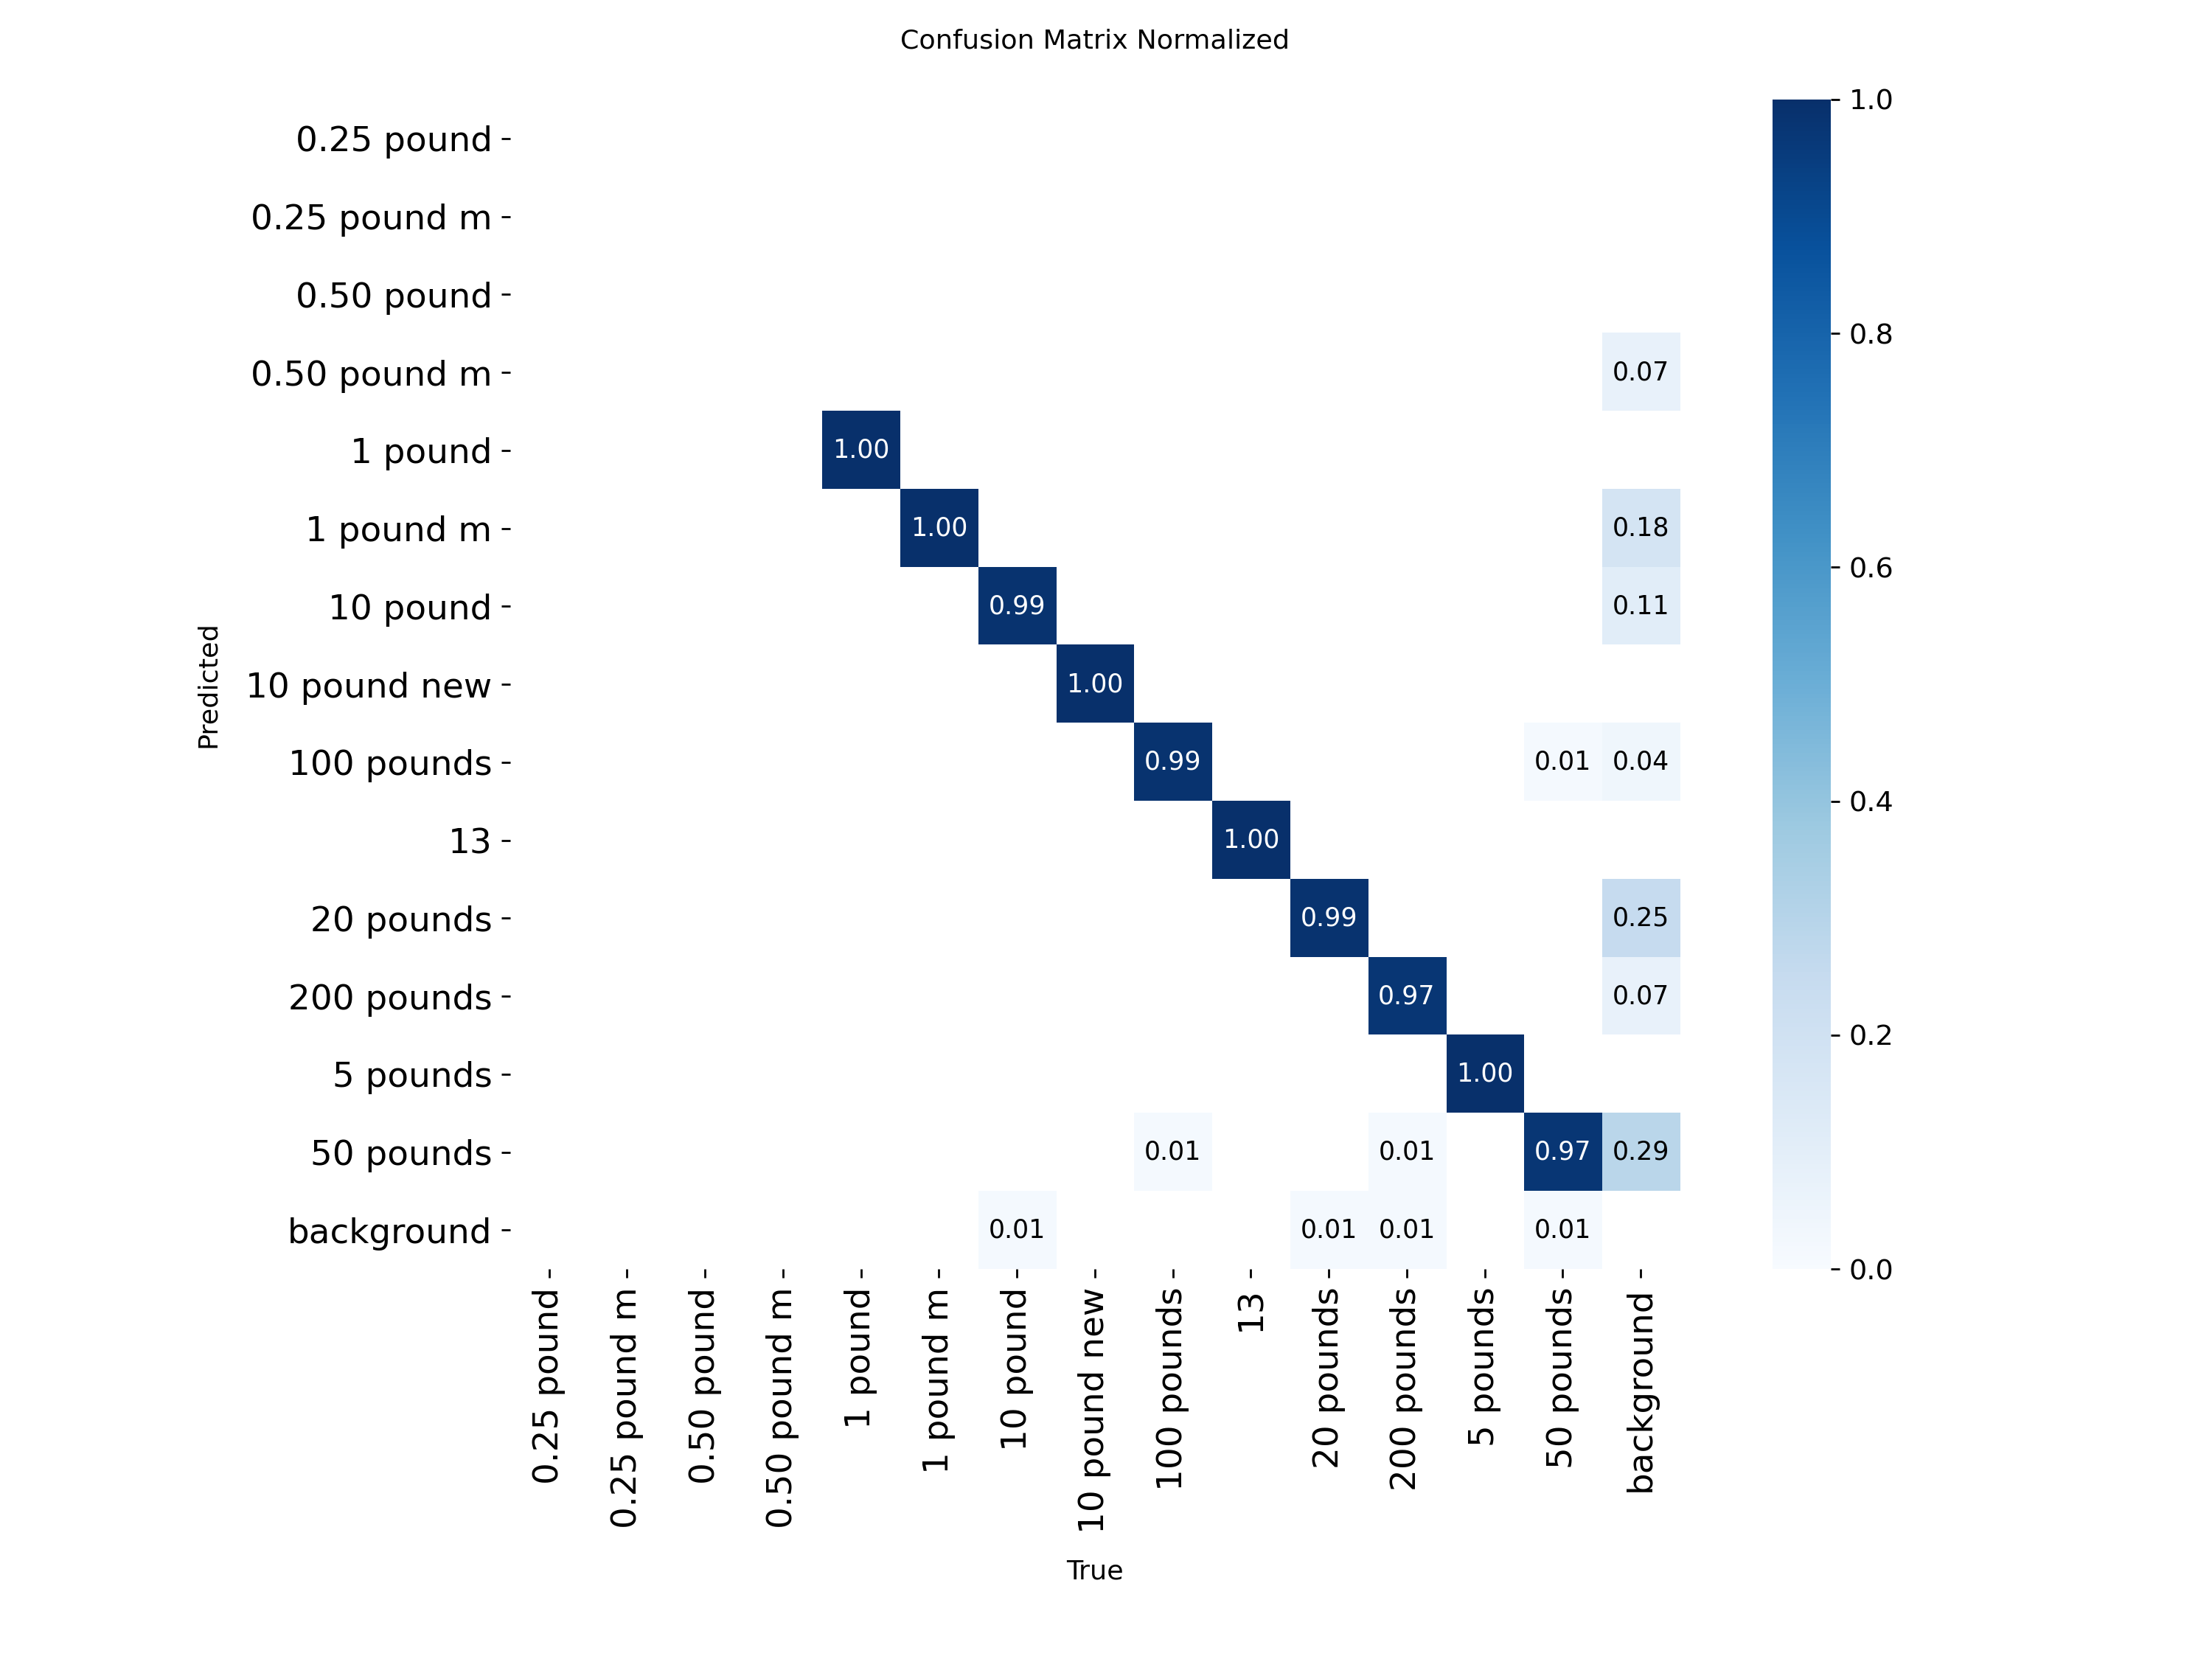 Confusion Matrix Normalized
0.25 pound
0.25 pound m
0.50 pound
0.50 pound m 0.07
1 pound 1.00
1 pound m 1.00 0.18
10 pound 0.99 0.11
10 pound new 1.00
100 pounds 0.99 0.01 0.04
13 1.00
20 pounds 0.99 0.25
200 pounds 0.97 0.07
5 pounds 1.00
50 pounds 0.01 0.01 0.97 0.29
background 0.01 0.01 0.01 0.01
Predicted
0.25 pound
0.25 pound m
0.50 pound
0.50 pound m
1 pound
1 pound m
10 pound
10 pound new
100 pounds
13
20 pounds
200 pounds
5 pounds
50 pounds
background
True
1.0
0.8
0.6
0.4
0.2
0.0